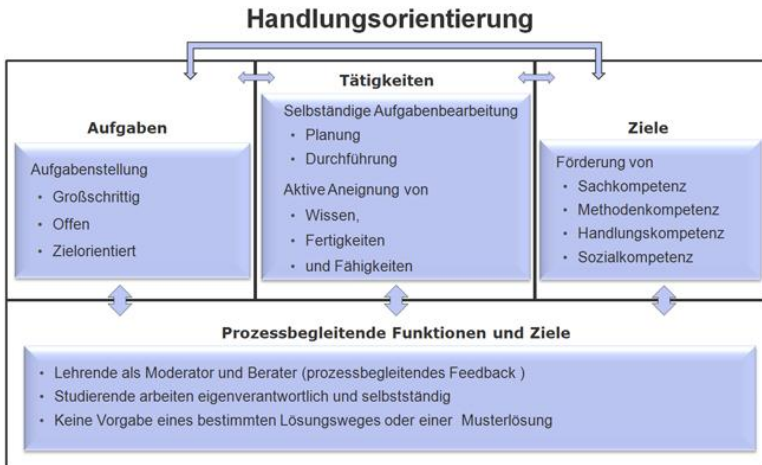 Handlungsorientierung
Aufgaben
Aufgabenstellung
• Großschrittig
• Offen
• Zielorientiert
Tätigkeiten
Selbständige Aufgabenbearbeitung
• Planung
• Durchführung
Aktive Aneignung von
• Wissen,
• Fertigkeiten
• und Fähigkeiten
Ziele
Förderung von
• Sachkompetenz
• Methodenkompetenz
• Handlungskompetenz
• Sozialkompetenz
Prozessbegleitende Funktionen und Ziele
• Lehrende als Moderator und Berater (prozessbegleitendes Feedback )
• Studierende arbeiten eigenverantwortlich und selbstständig
• Keine Vorgabe eines bestimmten Lösungsweges oder einer Musterlösung